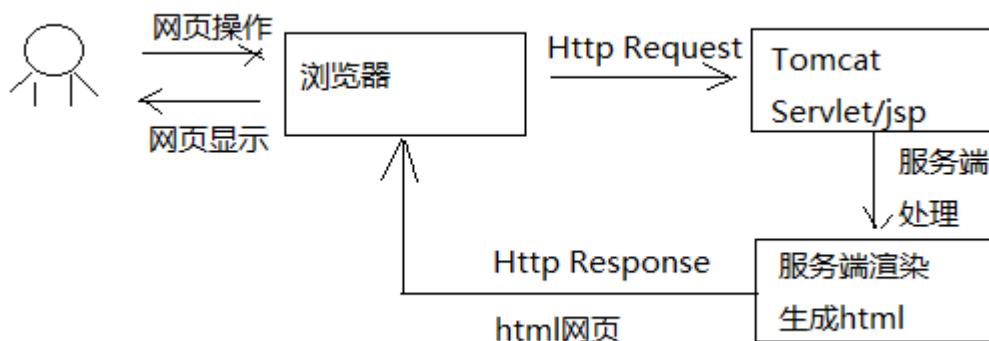 网页操作
网页显示
浏览器
Http Request
Tomcat
Servlet/jsp
服务端
处理
服务端渲染
生成html
Http Response
html网页